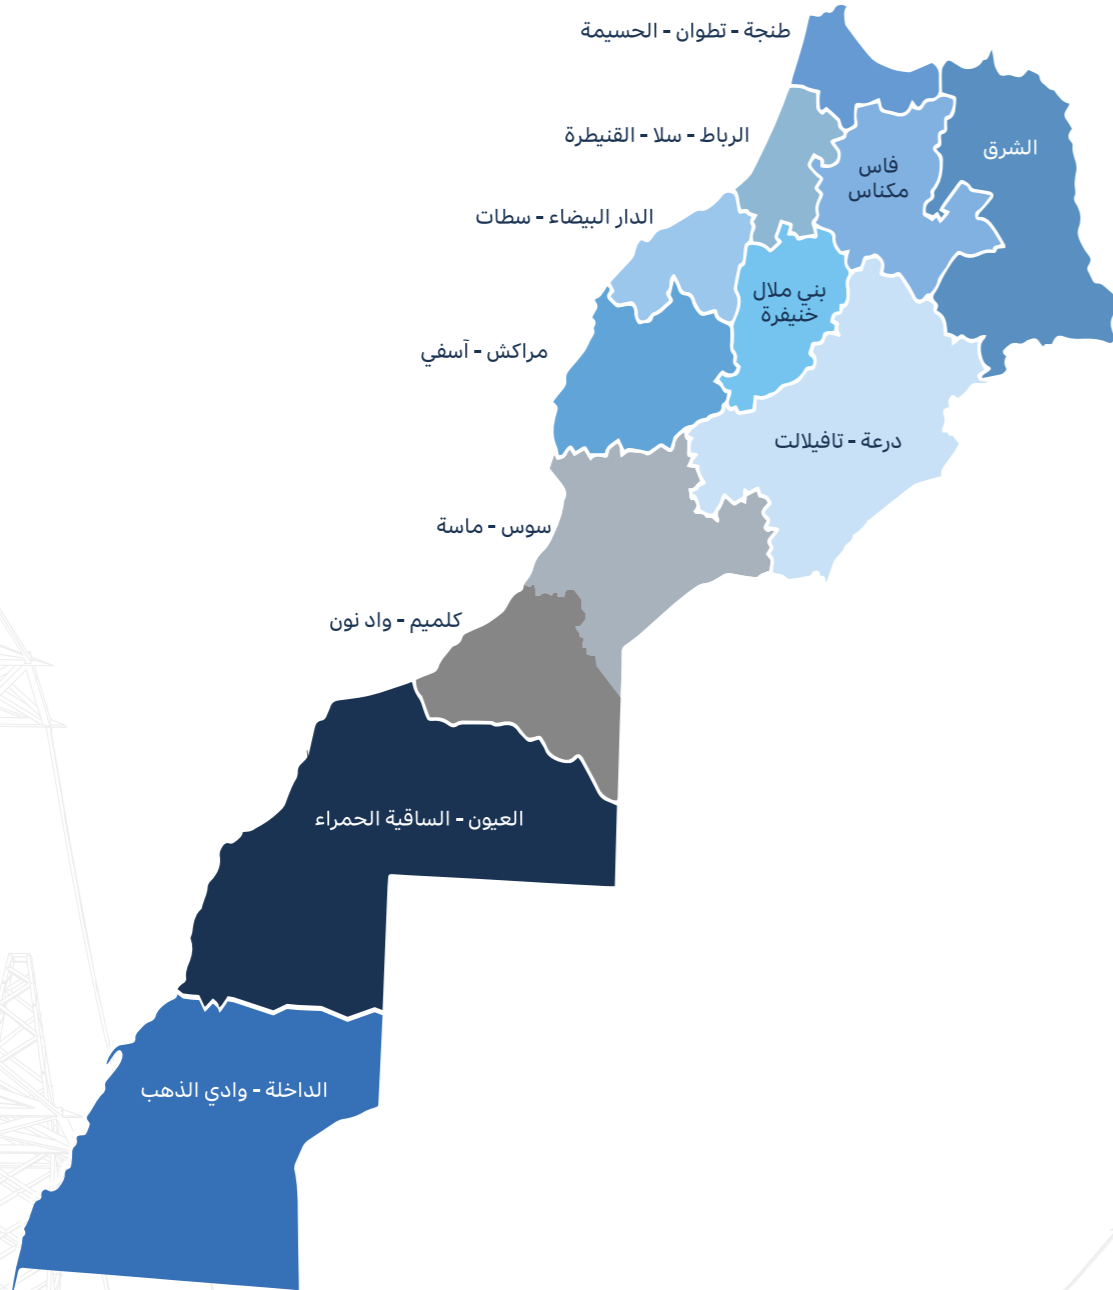 طنجة - تطوان - الحسيمة
الرباط - سلا - القنيطرة
الشرق
فاس
مكناس
الدار البيضاء - سطات
بني ملال
خنيفرة
مراكش - آسفي
درعة - تافيلالت
سوس - ماسة
كلميم - واد نون
العيون - الساقية الحمراء
الداخلة - وادي الذهب